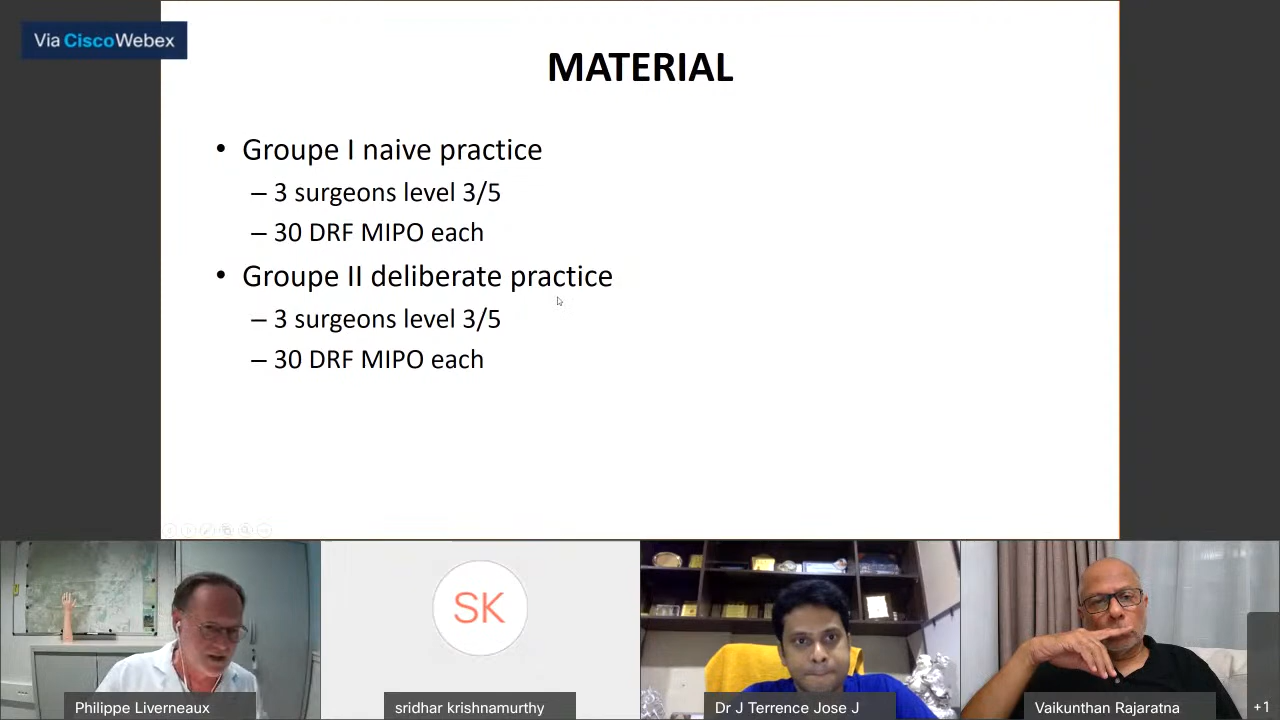 Via CiscoWebex
MATERIAL
• Groupe I naive practice
– 3 surgeons level 3/5
– 30 DRF MIPO each
• Groupe II deliberate practice
– 3 surgeons level 3/5
– 30 DRF MIPO each
SK
Philippe Liverneaux
sridhar krishnamurthy
Dr J Terrence Jose J
Vaikunthan Rajaratna
+1